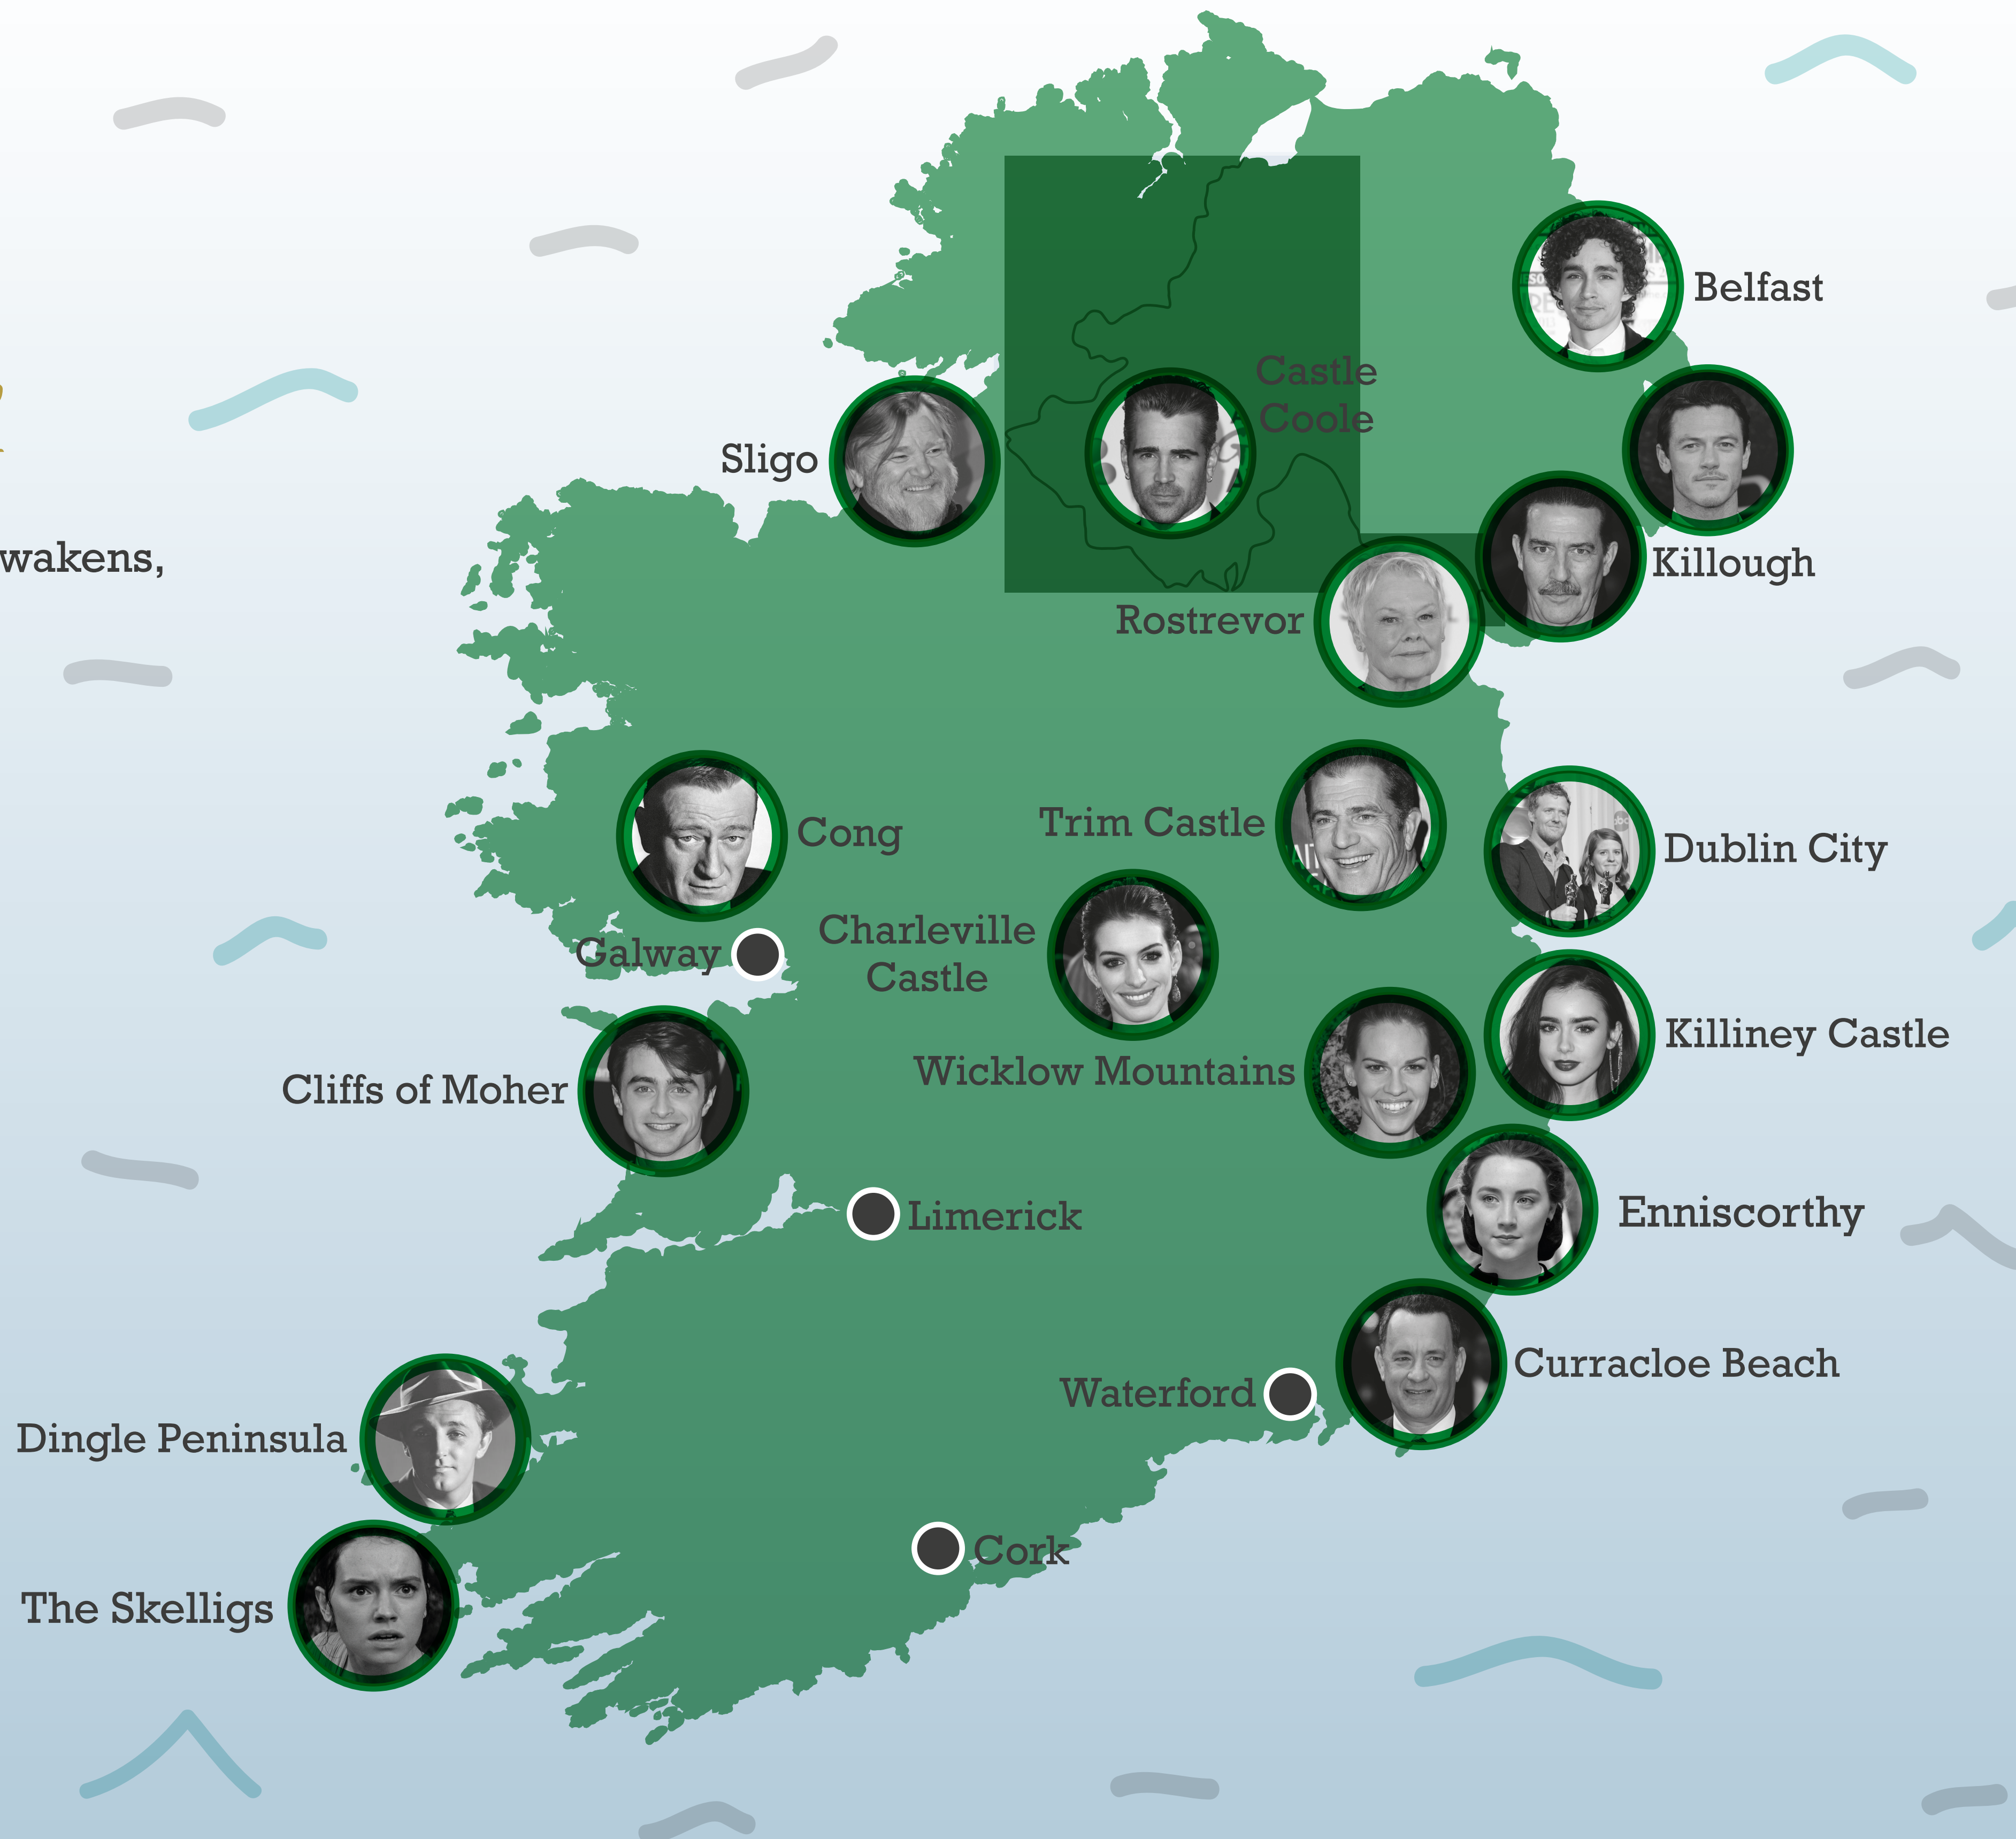 Belfast
Castle
Coole
Sligo
wakens,
Killough
Rostrevor
Trim Castle
Cong
Dublin City
Charleville
Castle
Galway
Killiney Castle
Wicklow Mountains
Cliffs of Moher
Enniscorthy
Limerick
Curracloe Beach
Waterford
Dingle Peninsula
Cork
The Skelligs